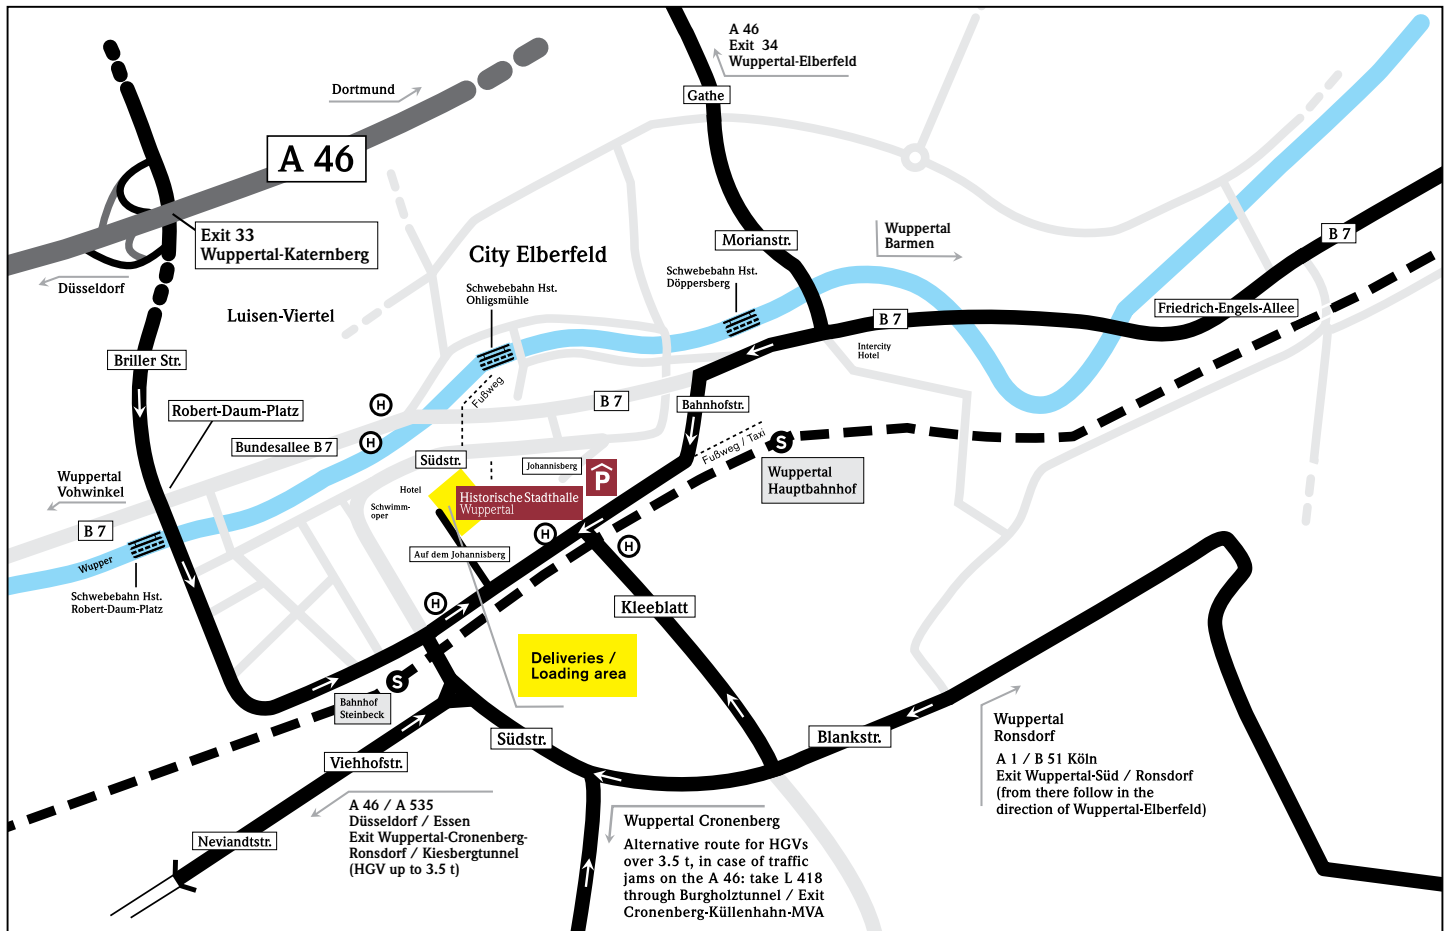 A 46
Exit 34
Wuppertal-Elberfeld
Dortmund
Gathe
A 46
Exit 33
Wuppertal-Katernberg
Düsseldorf
City Elberfeld
Morianstr.
Wuppertal
Barmen
B 7
Schwebebahn Hst.
Döppersberg
Schwebebahn Hst.
Ohligsmühle
Luisen-Viertel
Friedrich-Engels-Allee
B 7
Intercity
Hotel
Briller Str.
Fußweg
B 7
Bahnhofstr.
H
Robert-Daum-Platz
H
Bundesallee B 7
Fußweg / Taxi
S
Südstr.
Johannisberg
P
Wuppertal
Hauptbahnhof
Wuppertal
Vohwinkel
Hotel
Historische Stadthalle
Wuppertal
Schwimm-
oper
B 7
H
H
Auf dem Johannisberg
Wupper
Schwebebahn Hst.
Robert-Daum-Platz
H
Kleeblatt
Deliveries /
Loading area
S
Bahnhof
Steinbeck
Südstr.
Blankstr.
Wuppertal
Ronsdorf
A 1 / B 51 Köln
Exit Wuppertal-Süd / Ronsdorf
(from there follow in the
direction of Wuppertal-Elberfeld)
Viehhofstr.
A 46 / A 535
Düsseldorf / Essen
Exit Wuppertal-Cronenberg-
Ronsdorf / Kiesbergtunnel
(HGV up to 3.5 t)
Neviandtstr.
Wuppertal Cronenberg
Alternative route for HGVs
over 3.5 t, in case of traffic
jams on the A 46: take L 418
through Burgholztunnel / Exit
Cronenberg-Küllenhahn-MVA